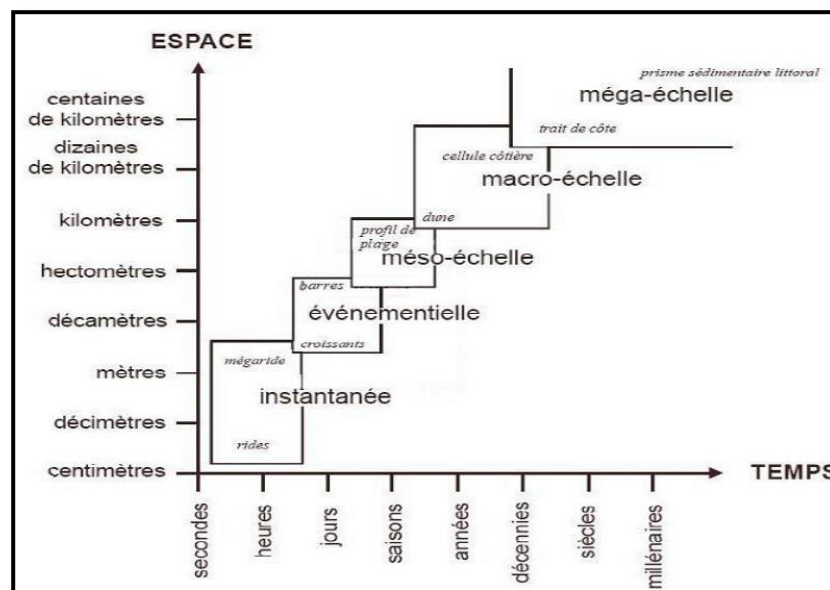 ESPACE
centaines
de kilomètres
dizaines
de kilomètres
kilomètres
hectomètres
décamètres
mètres
décimètres
centimètres
prisme sédimentaire littoral
méga-échelle
trait de côte
cellule côtière
macro-échelle
dune
profil de
plage
méso-échelle
barres
événementielle
croissants
mégaride
instantanée
rides
TEMPS
secondes
heures
jours
saisons
années
décennies
siècles
millénaires